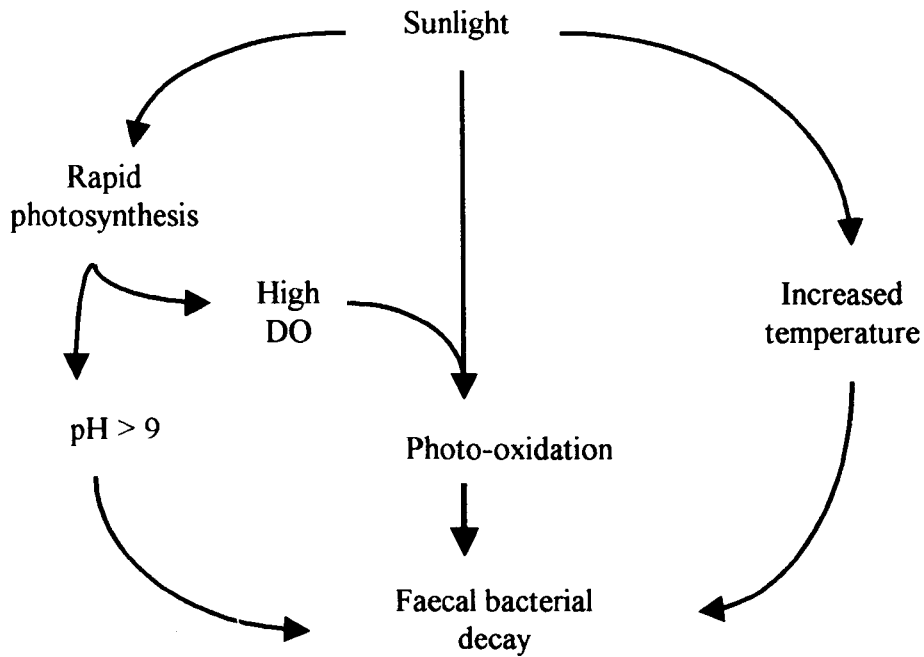 Sunlight
Rapid
photosynthesis
High
DO
Increased
temperature
pH > 9
Photo-oxidation
Faecal bacterial
decay